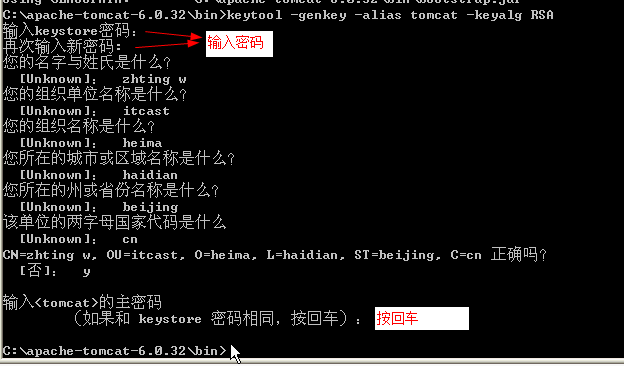 C:\apache-tomcat-6.0.32\bin>keytool -genkey -alias tomcat -keyalg RSA
输入keystore密码:
再次输入新密码:
输入密码
您的名字与姓氏是什么?
[Unknown]: zhting w
您的组织单位名称是什么?
[Unknown]: itcast
您的组织名称是什么?
[Unknown]: heima
您所在的城市或区域名称是什么?
[Unknown]: haidian
您所在的州或省份名称是什么?
[Unknown]: beijing
该单位的两字母国家代码是什么
[Unknown]: cn
CN=zhting w, OU=itcast, O=heima, L=haidian, ST=beijing, C=cn 正确吗?
[否]: y
输入<tomcat>的主密码
(如果和 keystore 密码相同，按回车): 按回车
C:\apache-tomcat-6.0.32\bin>